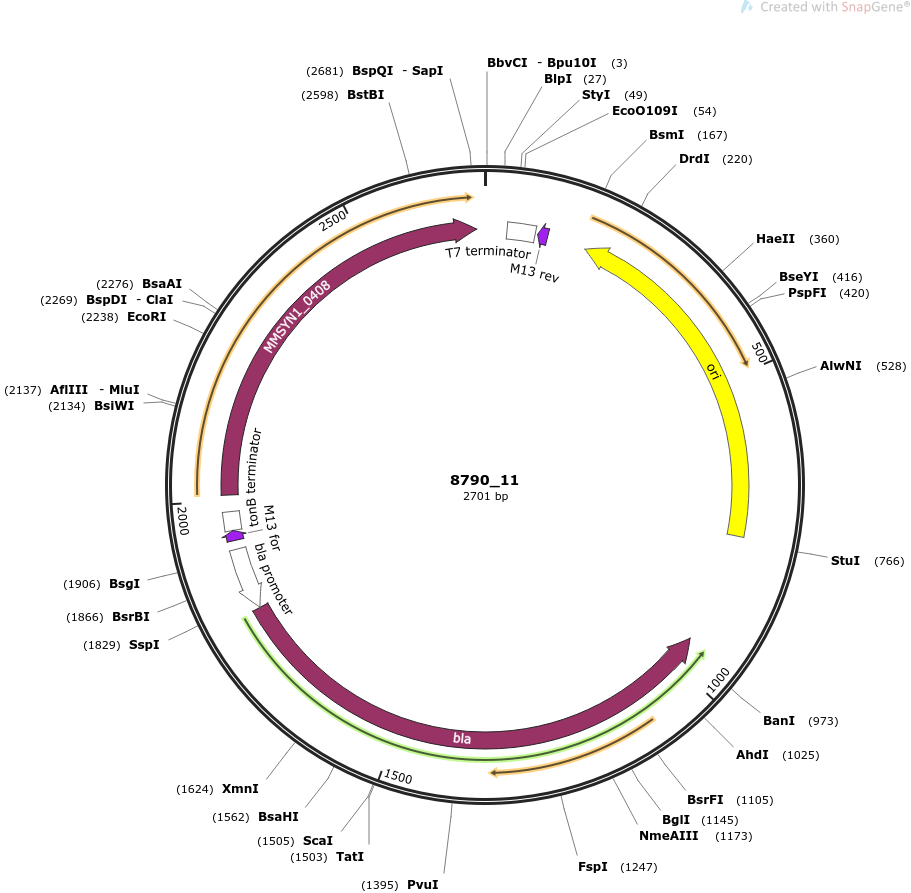 Created with SnapGene®
(2681) BspQI - SapI
(2598) BstBI
BbvCI - Bpu10I (3)
BlpI (27)
StyI (49)
EcoO109I (54)
BsmI (167)
DrdI (220)
HaeII (360)
BseYI (416)
PspFI (420)
AlwNI (528)
StuI (766)
BanI (973)
AhdI (1025)
BsrFI (1105)
BglI (1145)
NmeAIII (1173)
FspI (1247)
(1395) PvuI
(1503) TatI
(1505) ScaI
(1562) BsaHI
(1624) XmnI
(1829) SspI
(1866) BsrBI
(1906) BsgI
(2134) BsiWI
(2137) AflIII - MluI
(2238) EcoRI
(2269) BspDI - ClaI
(2276) BsaAI
500
1000
1500
2000
2500
T7 terminator
M13 rev
ori
bla
bla promoter
M13 for
tonB terminator
MMSYN1_0408
8790_11
2701 bp